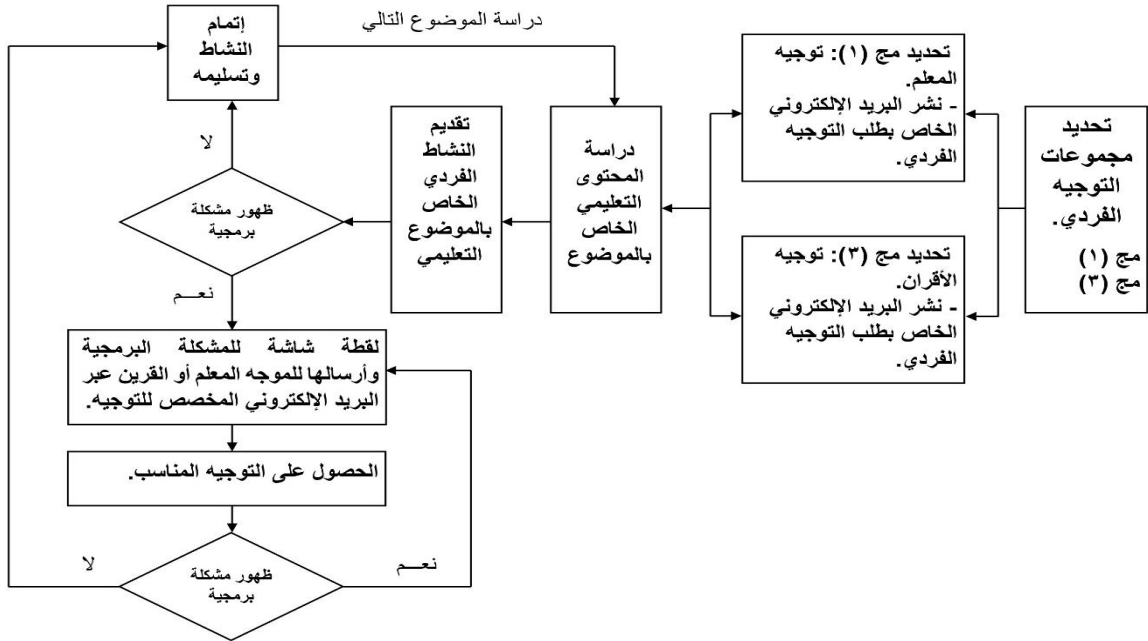 تحديد
مجموعات
التوجيه
الفردي.
مج (١)
مج (٣)
تحديد مج (١): توجيه
المعلم.
- نشر البريد الإلكتروني
الخاص بطلب التوجيه
الفردي.
تحديد مج (٣): توجيه
الأقران.
- نشر البريد الإلكتروني
الخاص بطلب التوجيه
الفردي.
دراسة
المحتوى
التعليمي
الخاص
بالموضوع
تقديم
النشاط
الفردي
الخاص
بالموضوع
التعليمي
ظهور مشكلة
برمجية
لا
إتمام
النشاط
وتسليمه
دراسة الموضوع التالي
نعــم
لقطة شاشة للمشكلة البرمجية
وأرسالها للموجه المعلم أو القرين عبر
البريد الإلكتروني المخصص للتوجيه.
الحصول على التوجيه المناسب.
ظهور مشكلة
برمجية
نعــم
لا